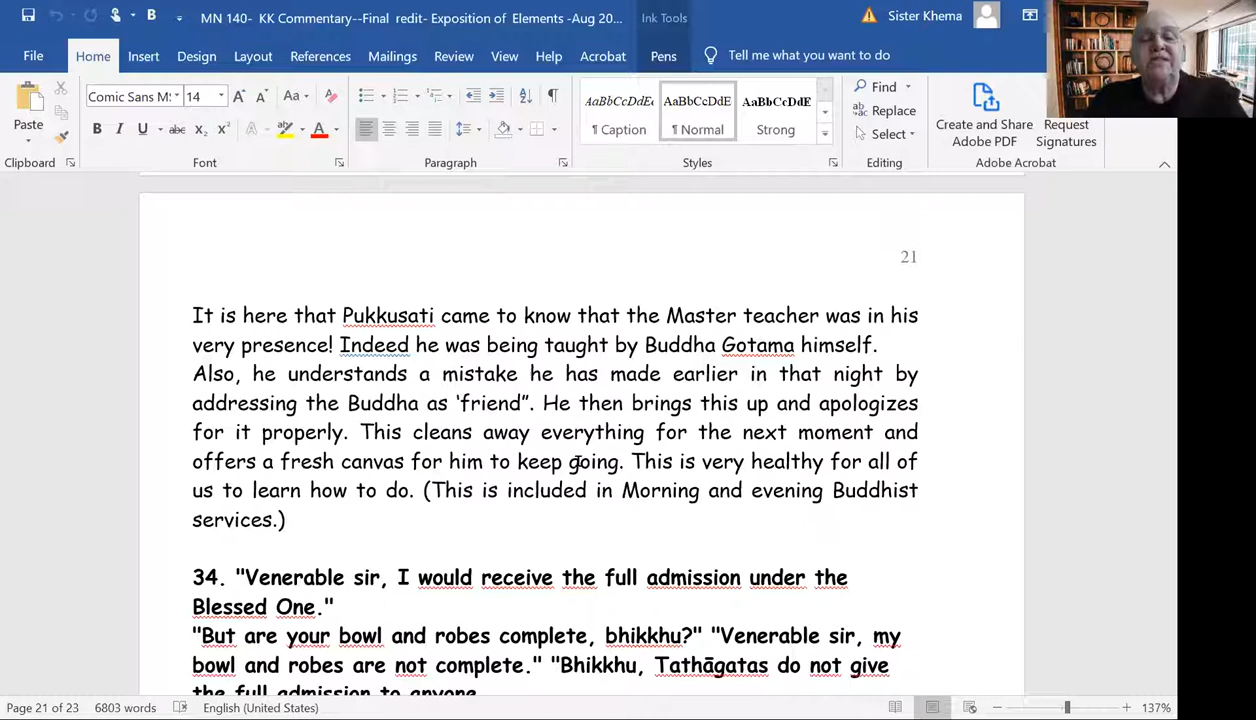 MN 140- KK Commentary--Final redit- Exposition of Elements -Aug 20...
Ink Tools
Sister Khema
File Home Insert Design Layout References Mailings Review View Help Acrobat Pens Tell me what you want to do
Paste
Comic Sans M: 14
Aa
B I U abc x₂ x²
A
AaBbCcDdEe AaBbCcDdE AaBbCcDdE
¶ Caption ¶ Normal Strong
Find
Replace
Select
Create and Share
Adobe PDF
Request
Signatures
Clipboard Font Paragraph Styles Editing Adobe Acrobat
21
It is here that Pukkusati came to know that the Master teacher was in his
very presence! Indeed he was being taught by Buddha Gotama himself.
Also, he understands a mistake he has made earlier in that night by
addressing the Buddha as 'friend". He then brings this up and apologizes
for it properly. This cleans away everything for the next moment and
offers a fresh canvas for him to keep going. This is very healthy for all of
us to learn how to do. (This is included in Morning and evening Buddhist
services.)
34. "Venerable sir, I would receive the full admission under the
Blessed One."
"But are your bowl and robes complete, bhikkhu?" "Venerable sir, my
bowl and robes are not complete." "Bhikkhu, Tathāgatas do not give
the full admission to anyone
Page 21 of 23 6803 words English (United States) 137%